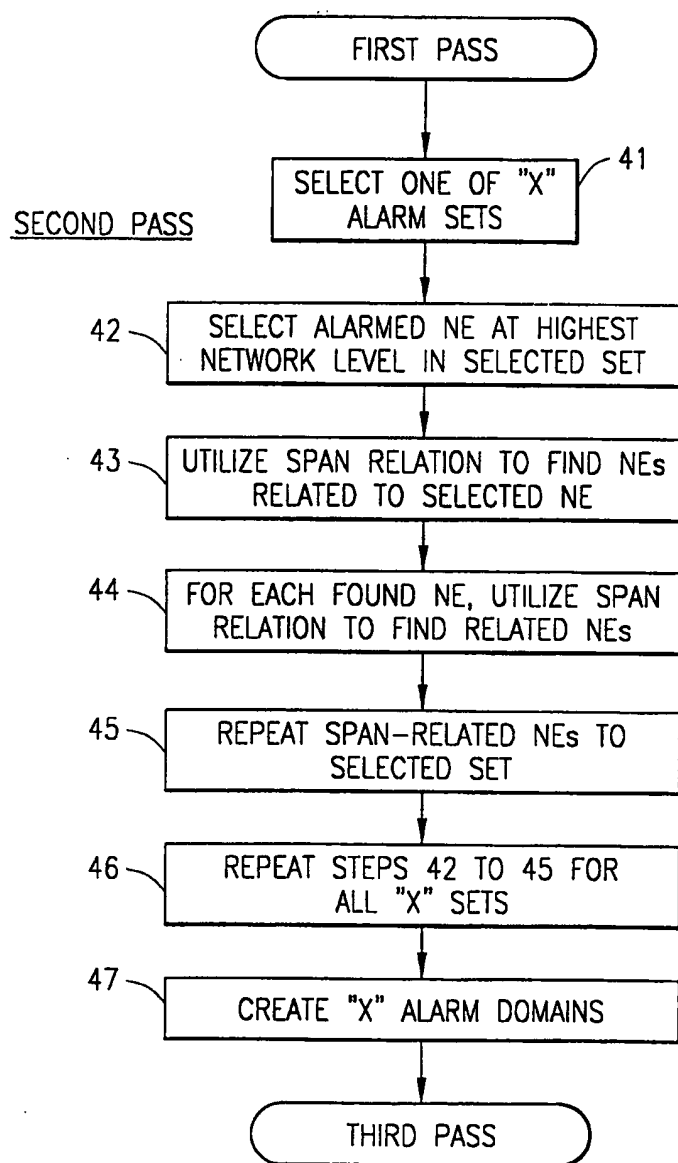 FIRST PASS
41
SELECT ONE OF "X"
ALARM SETS
SECOND PASS
42
SELECT ALARMED NE AT HIGHEST
NETWORK LEVEL IN SELECTED SET
43
UTILIZE SPAN RELATION TO FIND NEs
RELATED TO SELECTED NE
44
FOR EACH FOUND NE, UTILIZE SPAN
RELATION TO FIND RELATED NEs
45
REPEAT SPAN-RELATED NEs TO
SELECTED SET
46
REPEAT STEPS 42 TO 45 FOR
ALL "X" SETS
47
CREATE "X" ALARM DOMAINS
THIRD PASS